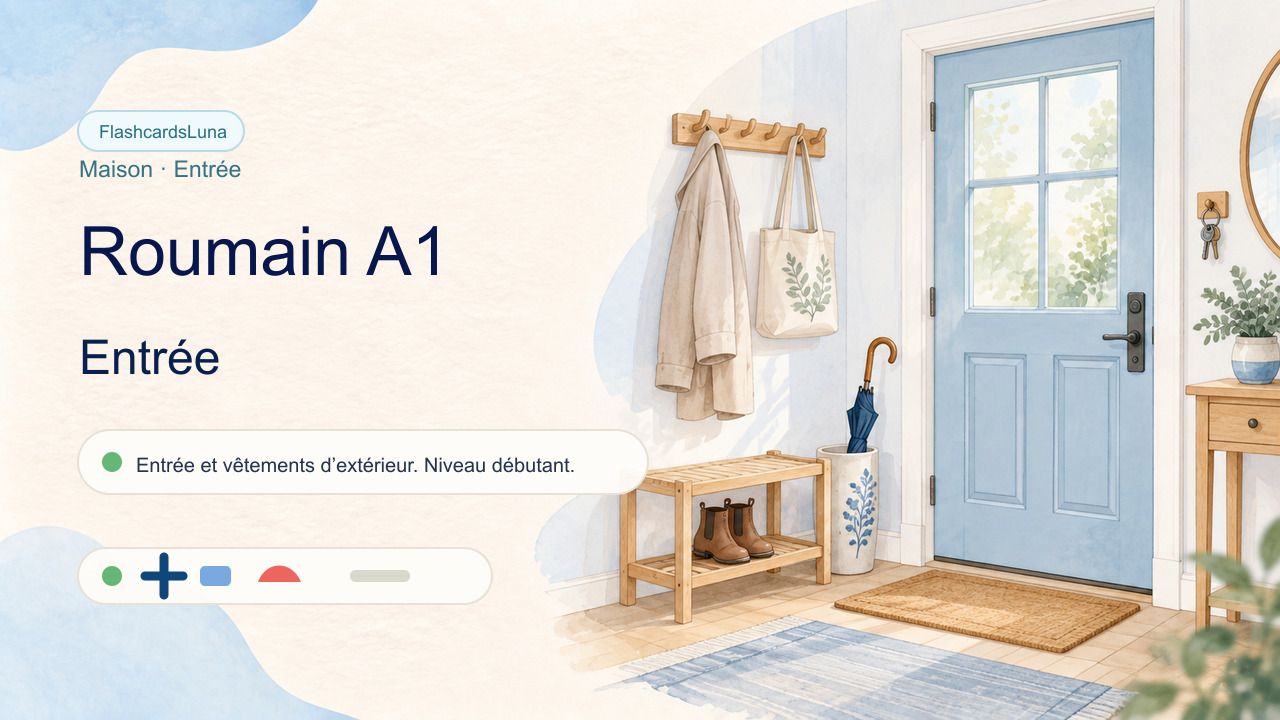 FlashcardsLuna
Maison · Entrée
Roumain A1
Entrée
Entrée et vêtements d’extérieur. Niveau débutant.